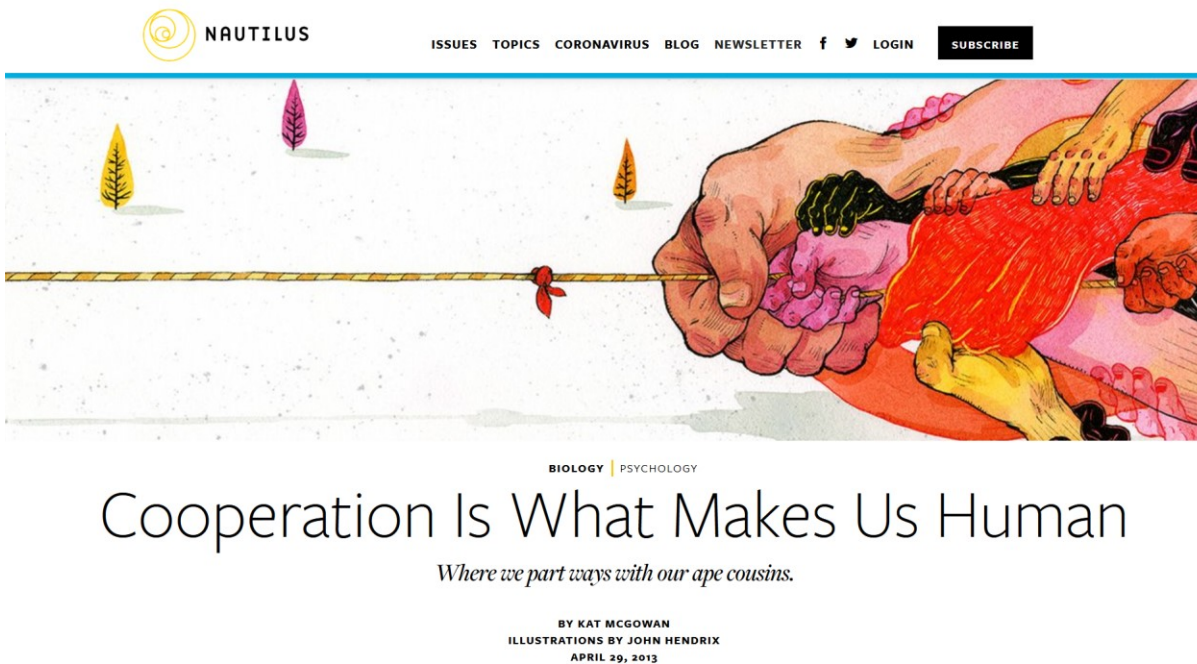 NAUTILUS
ISSUES TOPICS CORONAVIRUS BLOG NEWSLETTER f LOGIN SUBSCRIBE
BIOLOGY | PSYCHOLOGY
Cooperation Is What Makes Us Human
Where we part ways with our ape cousins.
BY KAT MCGOWAN
ILLUSTRATIONS BY JOHN HENDRIX
APRIL 29, 2013